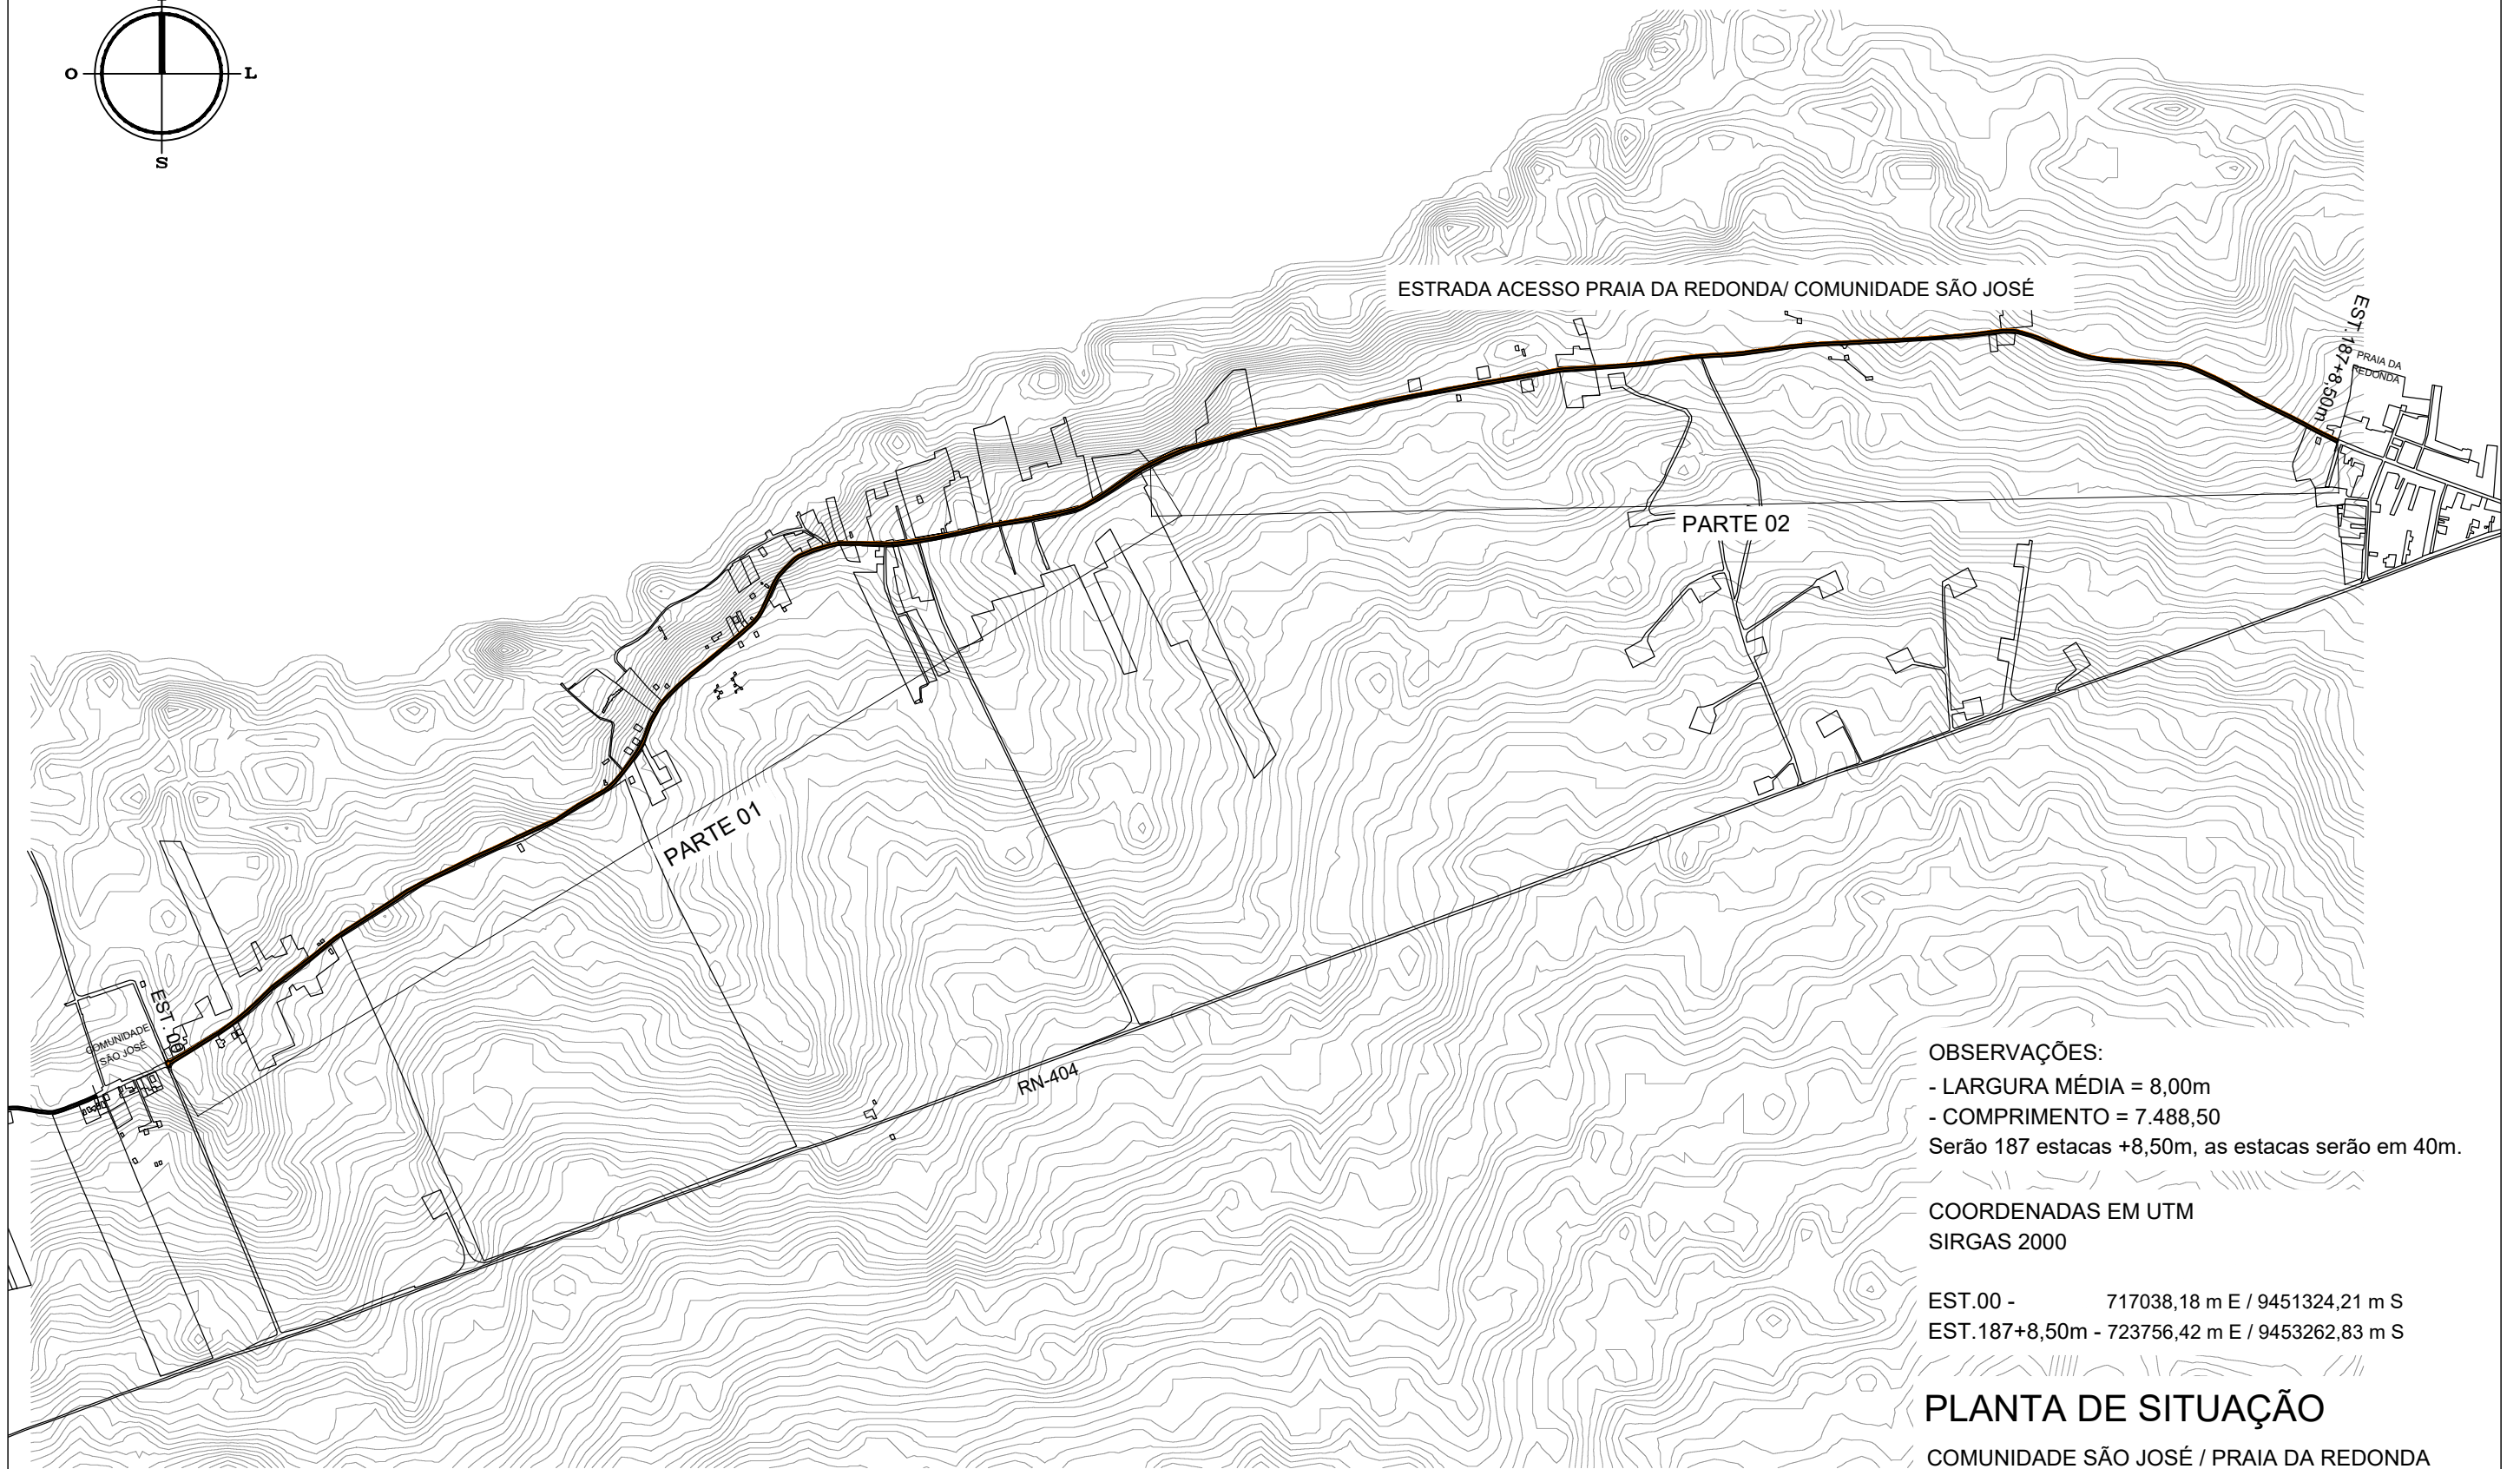 O
L
S
ESTRADA ACESSO PRAIA DA REDONDA/ COMUNIDADE SÃO JOSÉ
EST. 187+8,50m
PRAIA DA
REDONDA
PARTE 02
PARTE 01
EST. 00
COMUNIDADE
SÃO JOSÉ
RN-404
OBSERVAÇÕES:
- LARGURA MÉDIA = 8,00m
- COMPRIMENTO = 7.488,50
Serão 187 estacas +8,50m, as estacas serão em 40m.
COORDENADAS EM UTM
SIRGAS 2000
EST.00 - 717038,18 m E / 9451324,21 m S
EST.187+8,50m - 723756,42 m E / 9453262,83 m S
PLANTA DE SITUAÇÃO
COMUNIDADE SÃO JOSÉ / PRAIA DA REDONDA